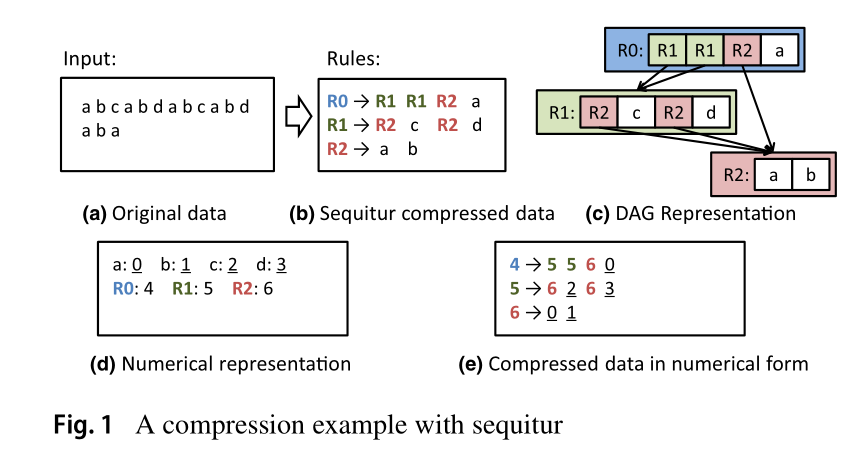 Input:
a b c a b d a b c a b d
a b a
Rules:
R0 → R1 R1 R2 a
R1 → R2 c R2 d
R2 → a b
R0: R1 R1 R2 a
R1: R2 c R2 d
R2: a b
(a) Original data
(b) Sequitur compressed data
(c) DAG Representation
a: 0 b: 1 c: 2 d: 3
R0: 4 R1: 5 R2: 6
4 → 5 5 6 0
5 → 6 2 6 3
6 → 0 1
(d) Numerical representation
(e) Compressed data in numerical form
Fig. 1 A compression example with sequitur